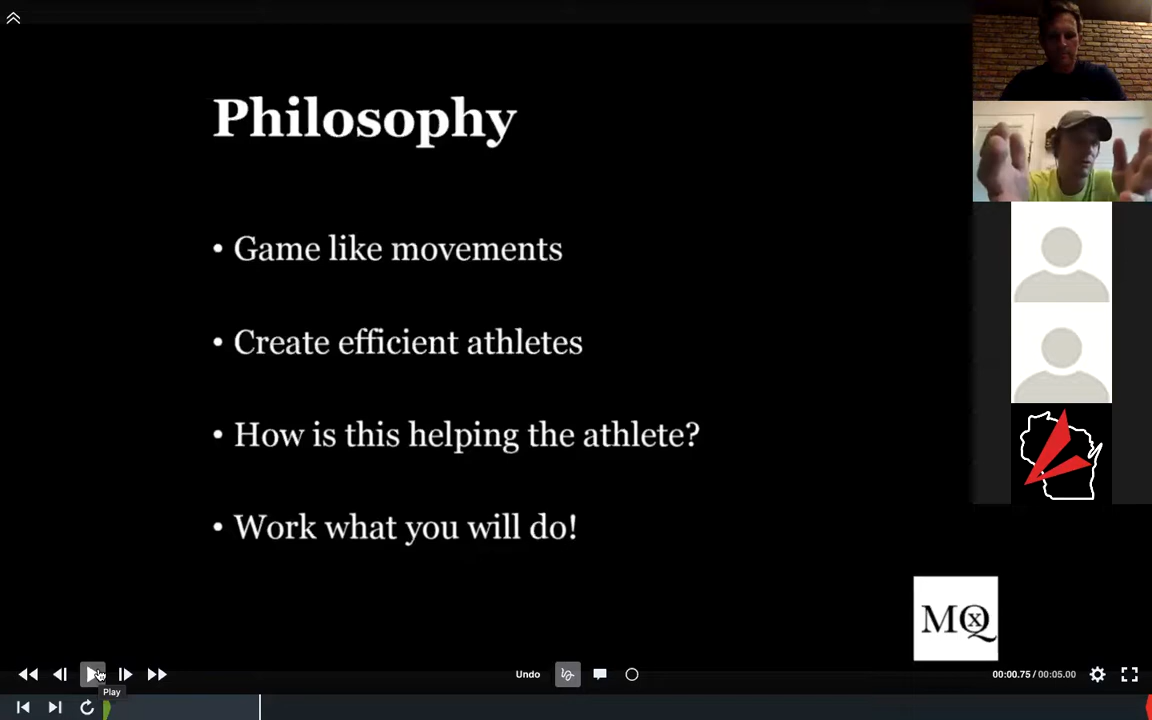 Philosophy
• Game like movements
• Create efficient athletes
• How is this helping the athlete?
• Work what you will do!
MQx
Undo
00:00.75 / 00:05.00
Play